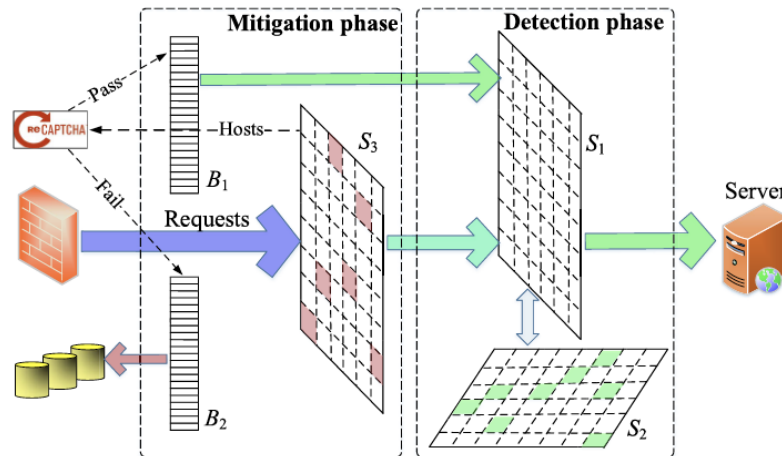 Mitigation phase
Detection phase
Pass
reCAPTCHA
Hosts
S3
S1
B1
Fail
Requests
Server
B2
S2